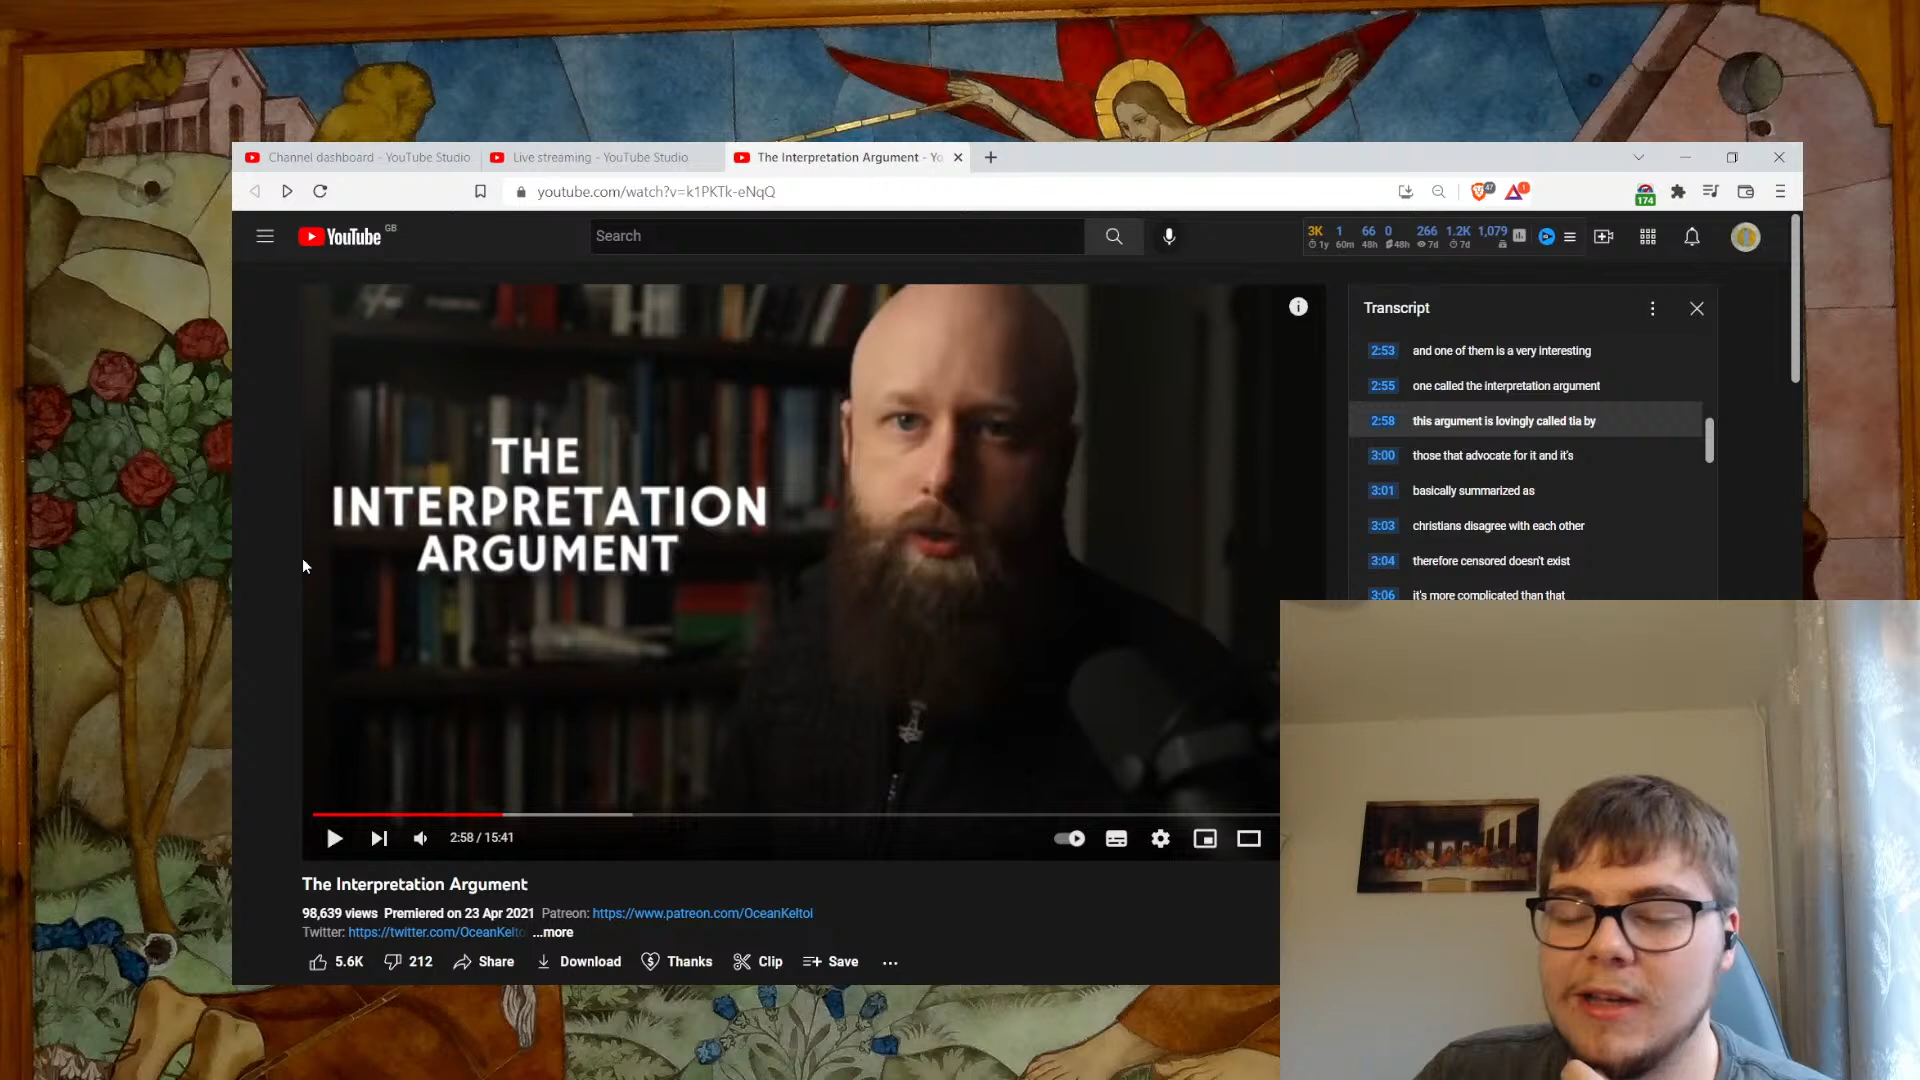 Channel dashboard - YouTube Studio
Live streaming - YouTube Studio
The Interpretation Argument - Yo
youtube.com/watch?v=k1PKTk-eNqQ
47
1
174
YouTube GB
Search
3K 1 66 0 266 1.2K 1,079
1y 60m 48h 48h 7d 7d
THE
INTERPRETATION
ARGUMENT
Transcript
2:53 and one of them is a very interesting
2:55 one called the interpretation argument
2:58 this argument is lovingly called tia by
3:00 those that advocate for it and it's
3:01 basically summarized as
3:03 christians disagree with each other
3:04 therefore censored doesn't exist
3:06 it's more complicated than that
2:58 / 15:41
The Interpretation Argument
98,639 views Premiered on 23 Apr 2021 Patreon: https://www.patreon.com/OceanKeltoi
Twitter: https://twitter.com/OceanKelto ...more
5.6K 212 Share Download Thanks Clip Save